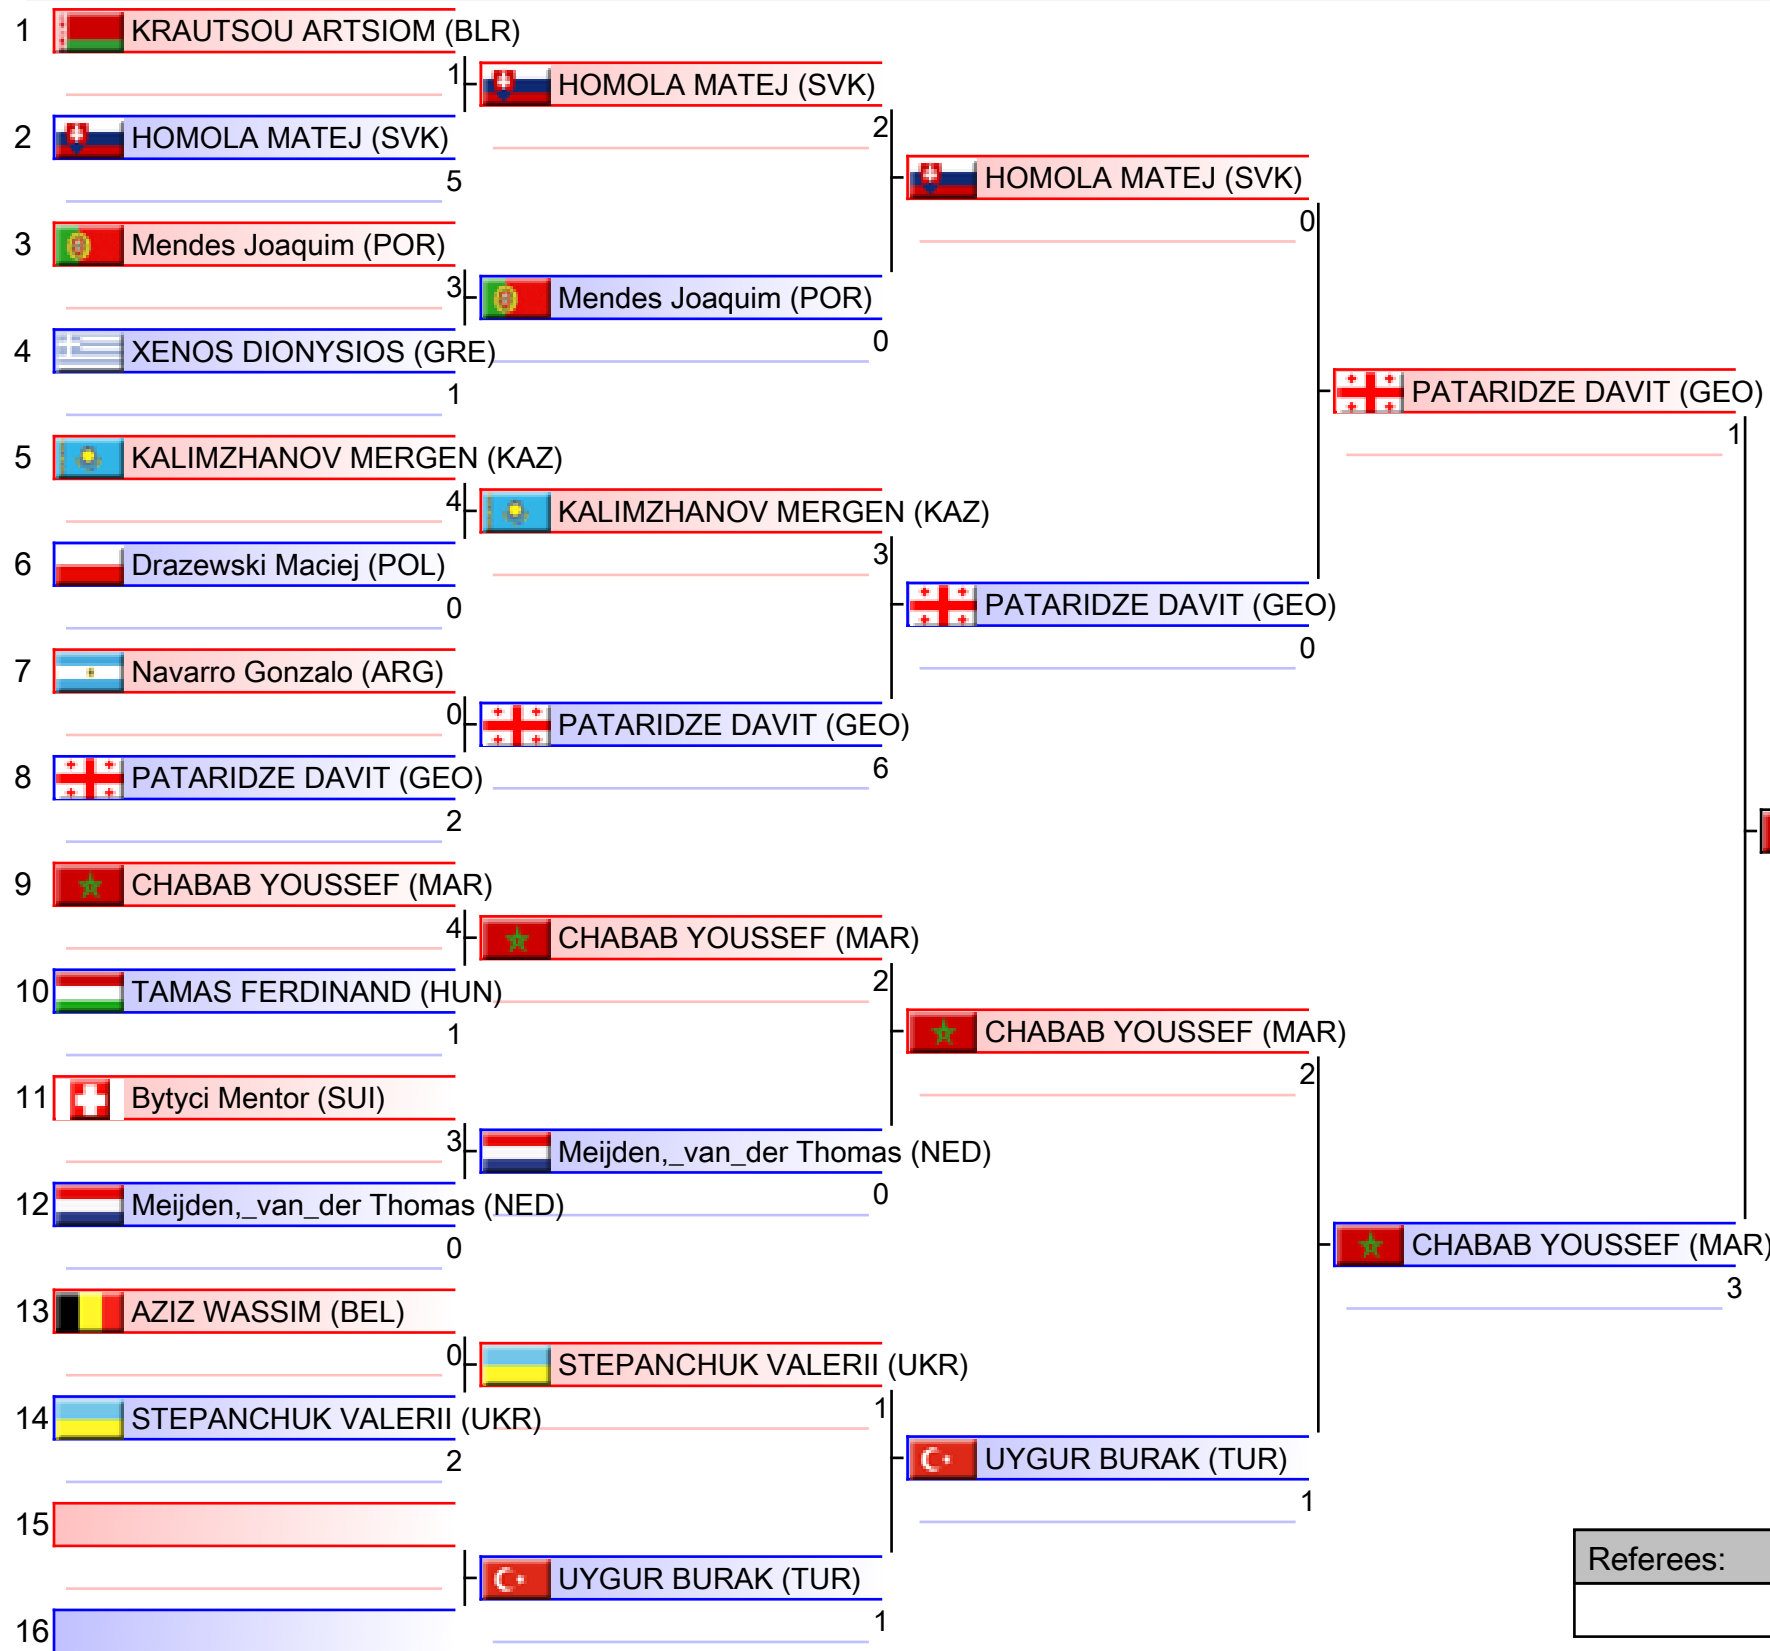 1 KRAUTSOU ARTSIOM (BLR)
1
HOMOLA MATEJ (SVK)
2
2 HOMOLA MATEJ (SVK)
5
HOMOLA MATEJ (SVK)
0
3 Mendes Joaquim (POR)
3
Mendes Joaquim (POR)
0
4 XENOS DIONYSIOS (GRE)
1
PATARIDZE DAVIT (GEO)
1
5 KALIMZHANOV MERGEN (KAZ)
4
KALIMZHANOV MERGEN (KAZ)
3
6 Drazewski Maciej (POL)
0
PATARIDZE DAVIT (GEO)
0
7 Navarro Gonzalo (ARG)
0
PATARIDZE DAVIT (GEO)
6
8 PATARIDZE DAVIT (GEO)
2
9 CHABAB YOUSSEF (MAR)
4
CHABAB YOUSSEF (MAR)
2
10 TAMAS FERDINAND (HUN)
1
CHABAB YOUSSEF (MAR)
2
11 Bytyci Mentor (SUI)
3
Meijden,_van_der Thomas (NED)
0
12 Meijden,_van_der Thomas (NED)
0
CHABAB YOUSSEF (MAR)
3
13 AZIZ WASSIM (BEL)
0
STEPANCHUK VALERII (UKR)
1
14 STEPANCHUK VALERII (UKR)
2
UYGUR BURAK (TUR)
1
15
UYGUR BURAK (TUR)
1
16
Referees: